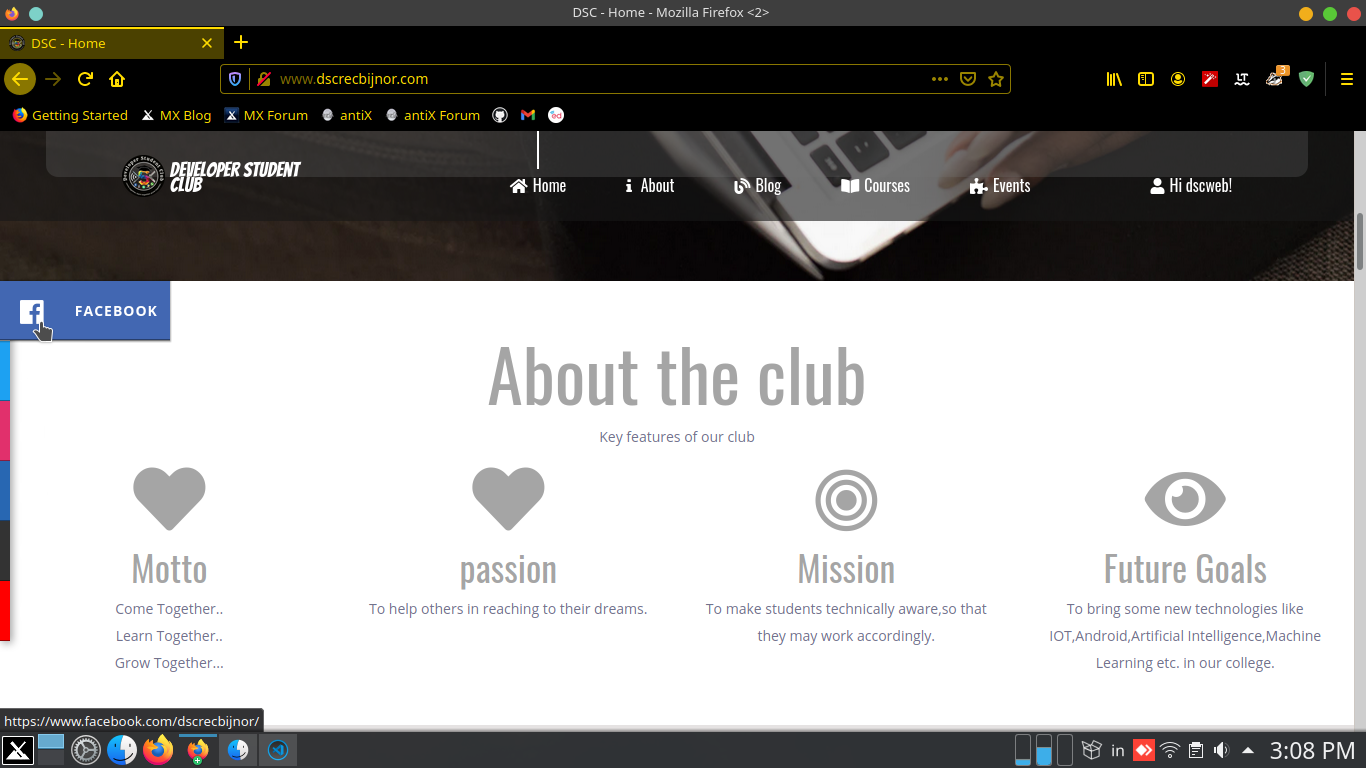 DSC - Home - Mozilla Firefox <2>
DSC - Home
www.dscrecbijnor.com
3
Getting Started MX Blog MX Forum antiX antiX Forum
DEVELOPER STUDENT
CLUB
Home About Blog Courses Events Hi dscweb!
FACEBOOK
About the club
Key features of our club
Motto
Come Together..
Learn Together..
Grow Together...
passion
To help others in reaching to their dreams.
Mission
To make students technically aware,so that
they may work accordingly.
Future Goals
To bring some new technologies like
IOT,Android,Artificial Intelligence,Machine
Learning etc. in our college.
https://www.facebook.com/dscrecbijnor/
in
3:08 PM